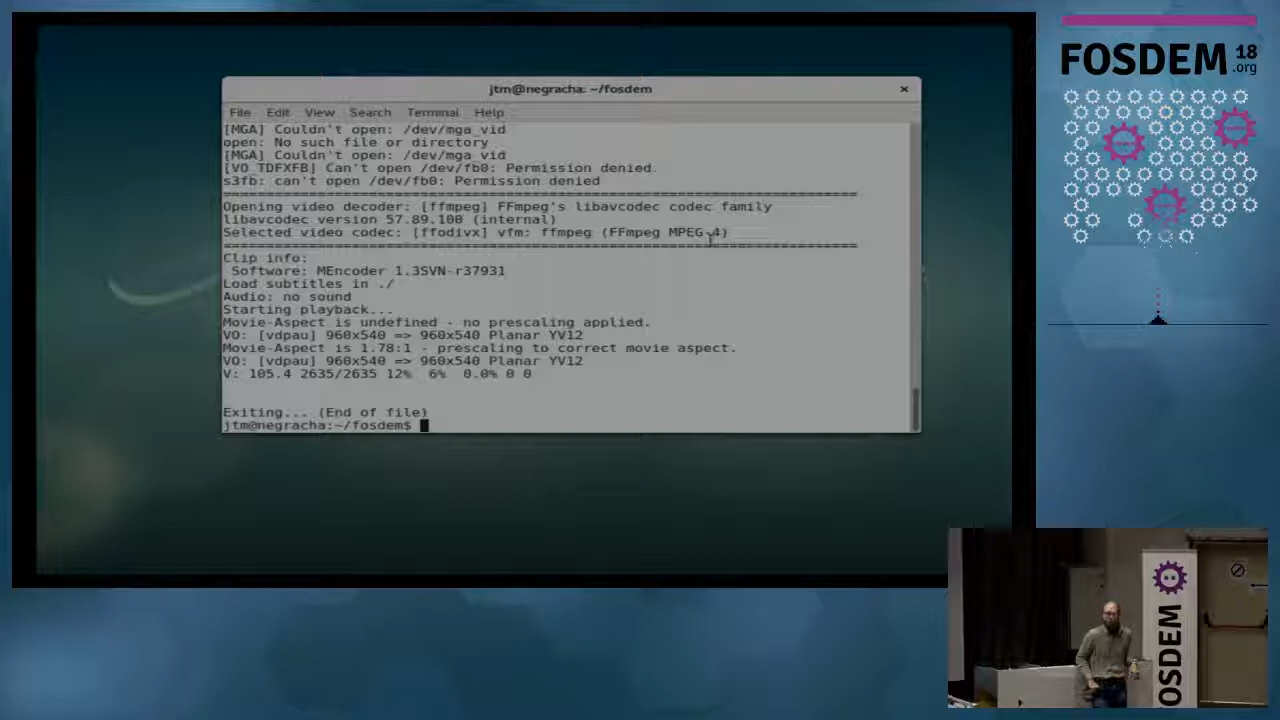 jtm@negracha: ~/fosdem
×
File Edit View Search Terminal Help
[MGA] Couldn't open: /dev/mga_vid
open: No such file or directory
[MGA] Couldn't open: /dev/mga_vid
[VO_TDFXFB] Can't open /dev/fb0: Permission denied.
s3fb: can't open /dev/fb0: Permission denied
==========================================================================
Opening video decoder: [ffmpeg] FFmpeg's libavcodec codec family
libavcodec version 57.89.100 (internal)
Selected video codec: [ffodivx] vfm: ffmpeg (FFmpeg MPEG-4)
==========================================================================
Clip info:
Software: MEncoder 1.3SVN-r37931
Load subtitles in ./
Audio: no sound
Starting playback...
Movie-Aspect is undefined - no prescaling applied.
VO: [vdpau] 960x540 => 960x540 Planar YV12
Movie-Aspect is 1.78:1 - prescaling to correct movie aspect.
VO: [vdpau] 960x540 => 960x540 Planar YV12
V: 105.4 2635/2635 12% 6% 0.0% 0 0
Exiting... (End of file)
jtm@negracha:~/fosdem$
FOSDEM 18
.org
OSDEM